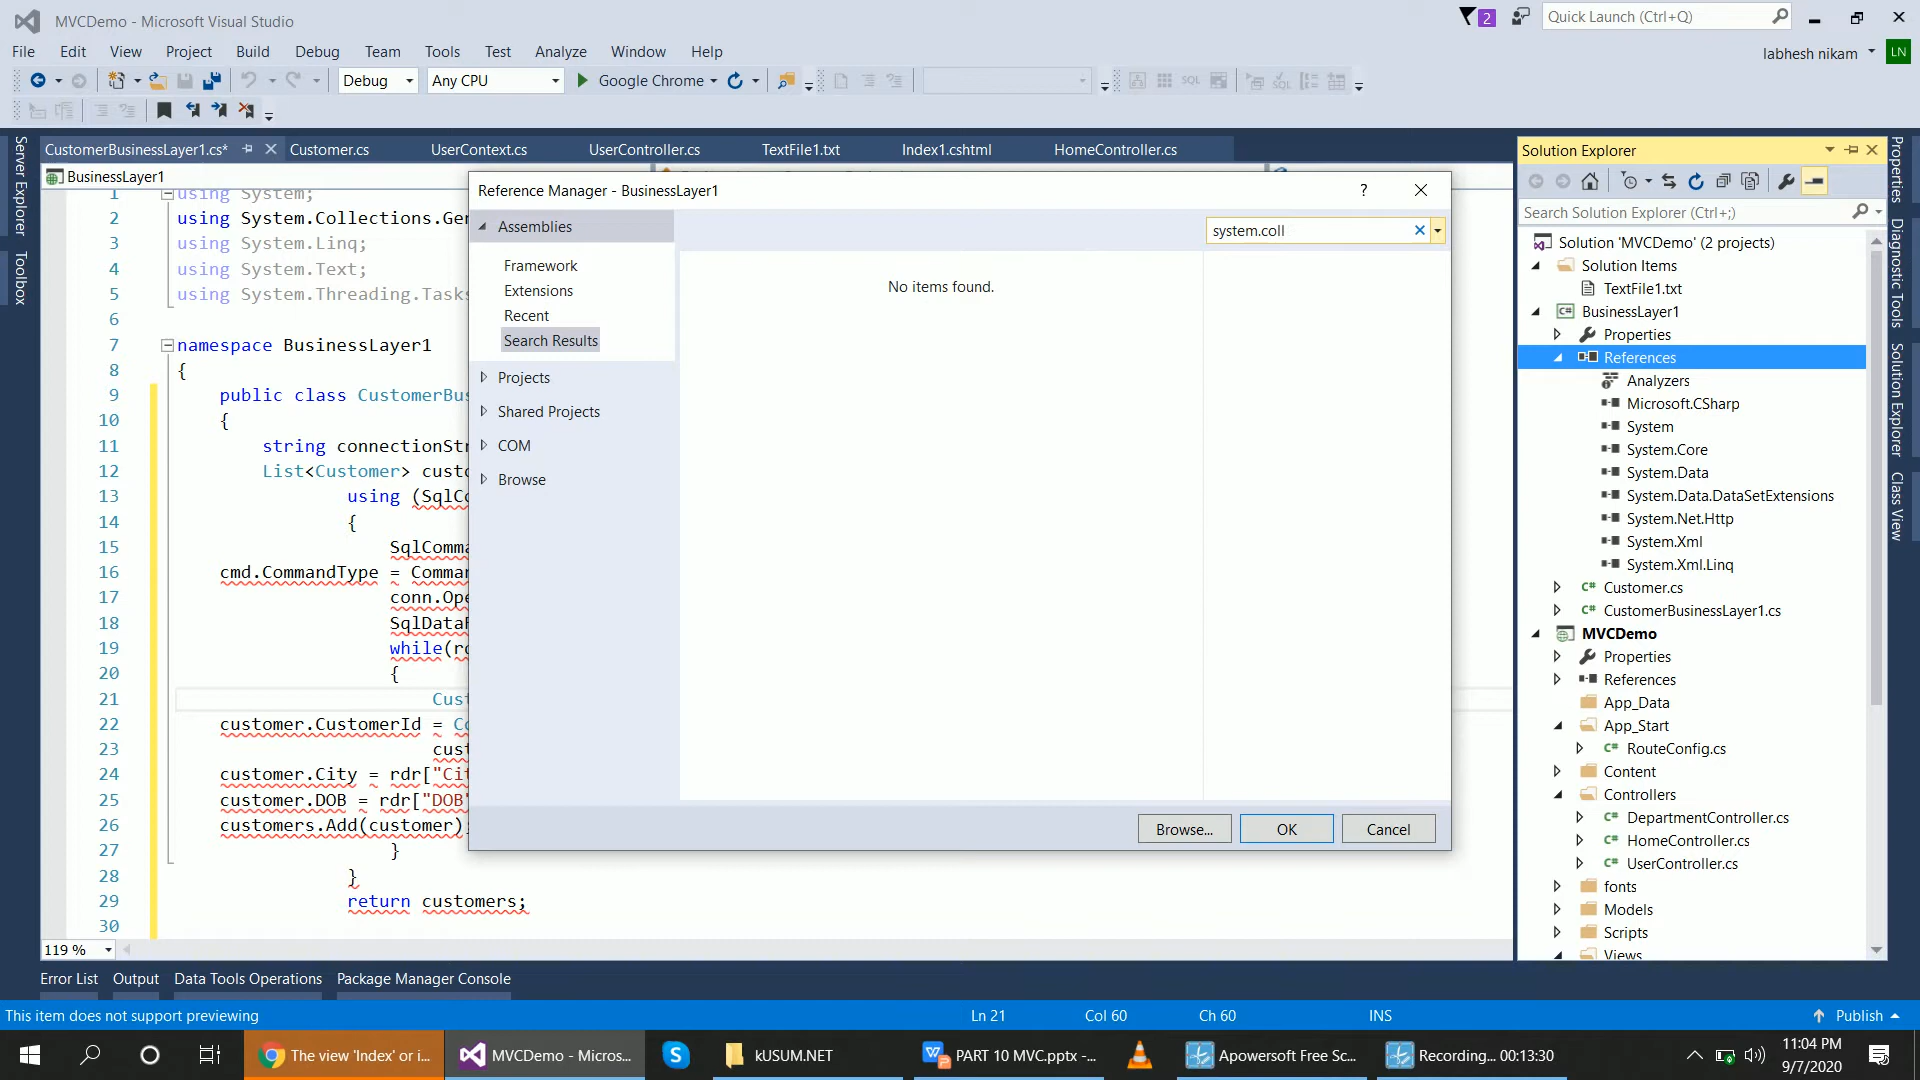 MVCDemo - Microsoft Visual Studio
2
Quick Launch (Ctrl+Q)
File Edit View Project Build Debug Team Tools Test Analyze Window Help
labhesh nikam
LN
Debug Any CPU Google Chrome
SQL
CustomerBusinessLayer1.cs* Customer.cs UserContext.cs UserController.cs TextFile1.txt Index1.cshtml HomeController.cs
Server Explorer
Toolbox
BusinessLayer1
1 using System;
2 using System.Collections.Ger
3 using System.Linq;
4 using System.Text;
5 using System.Threading.Tasks
6
7 namespace BusinessLayer1
8 {
9 public class CustomerBus
10 {
11 string connectionStr
12 List<Customer> custo
13 using (SqlCo
14 {
15 SqlComma
16 cmd.CommandType = Comman
17 conn.Ope
18 SqlDataR
19 while(rd
20 {
21 Cust
22 customer.CustomerId = Co
23 cust
24 customer.City = rdr["Cit
25 customer.DOB = rdr["DOB"
26 customers.Add(customer);
27 }
28 }
29 return customers;
30
119 %
Reference Manager - BusinessLayer1
?
Assemblies
system.coll
Framework
Extensions
Recent
Search Results
Projects
Shared Projects
COM
Browse
No items found.
Browse... OK Cancel
Solution Explorer
Search Solution Explorer (Ctrl+;)
Solution 'MVCDemo' (2 projects)
Solution Items
TextFile1.txt
BusinessLayer1
Properties
References
Analyzers
Microsoft.CSharp
System
System.Core
System.Data
System.Data.DataSetExtensions
System.Net.Http
System.Xml
System.Xml.Linq
Customer.cs
CustomerBusinessLayer1.cs
MVCDemo
Properties
References
App_Data
App_Start
RouteConfig.cs
Content
Controllers
DepartmentController.cs
HomeController.cs
UserController.cs
fonts
Models
Scripts
Views
Properties
Diagnostic Tools
Solution Explorer
Class View
Error List Output Data Tools Operations Package Manager Console
This item does not support previewing Ln 21 Col 60 Ch 60 INS Publish
The view 'Index' or i...
MVCDemo - Micros...
kUSUM.NET
PART 10 MVC.pptx -...
Apowersoft Free Sc...
Recording... 00:13:30
11:04 PM
9/7/2020